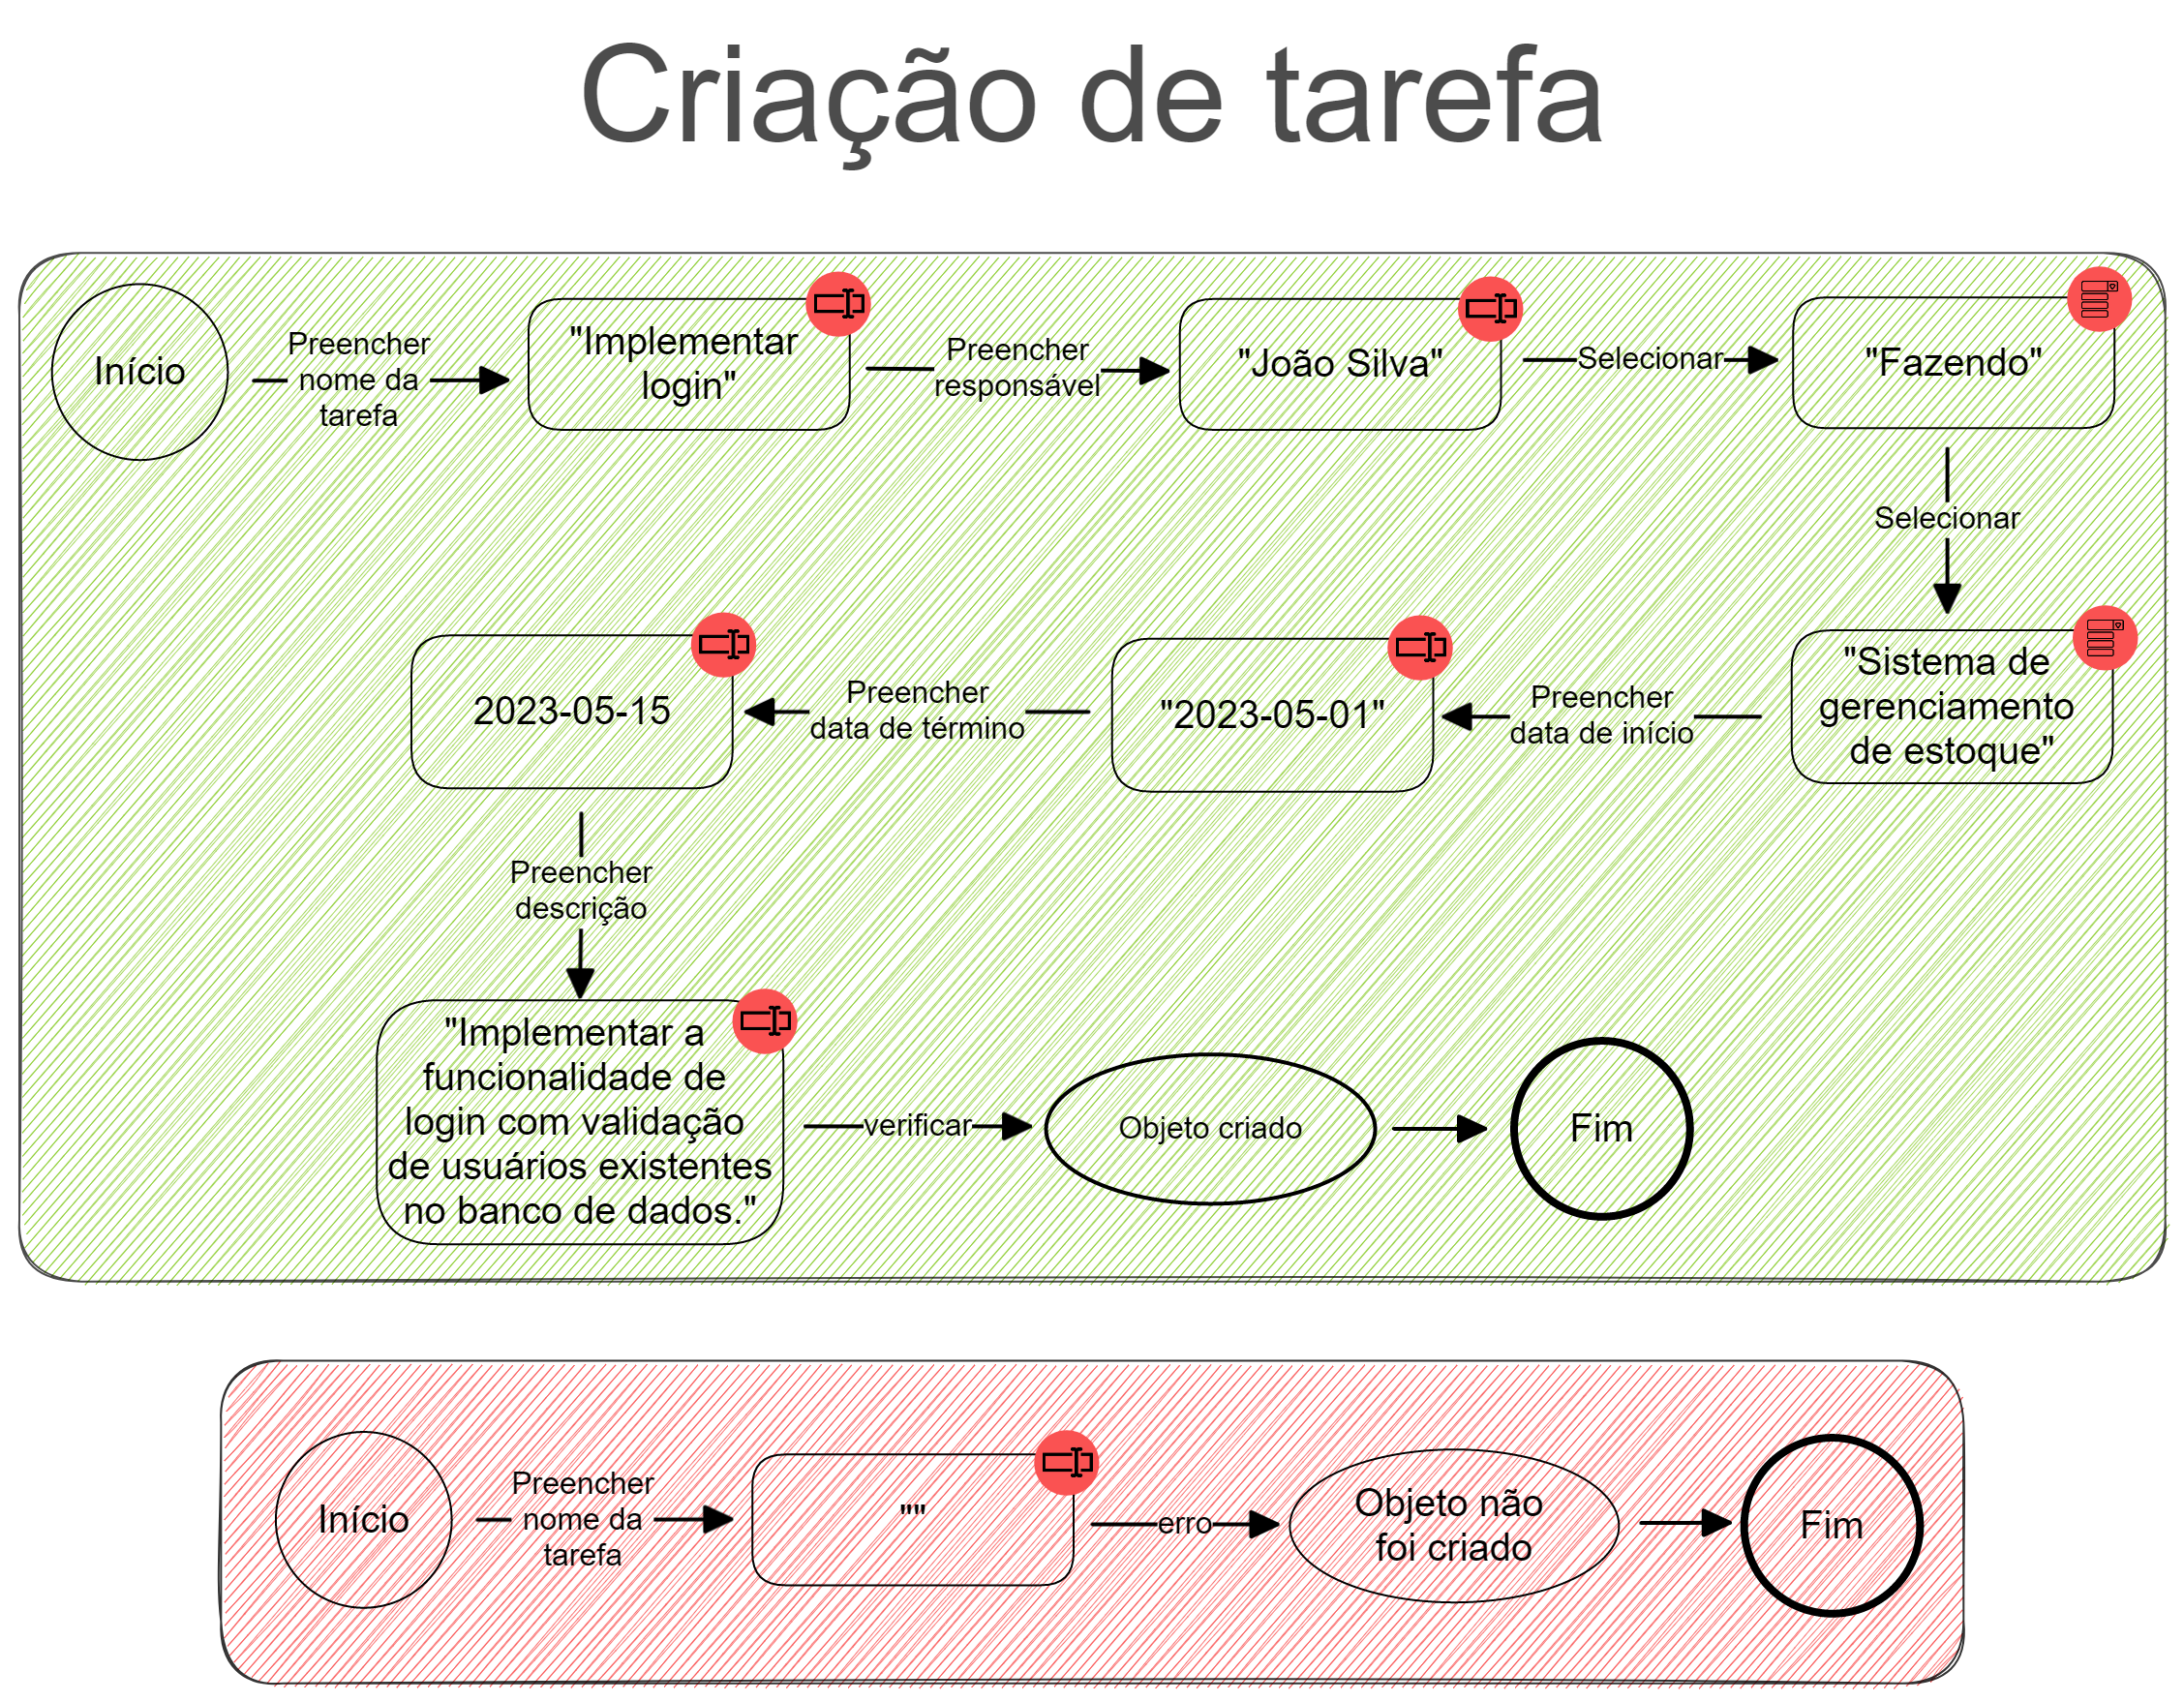 Criação de tarefa
Início
Preencher
nome da
tarefa
"Implementar
login"
Preencher
responsável
"João Silva"
Selecionar
"Fazendo"
Selecionar
"Sistema de
gerenciamento
de estoque"
Preencher
data de início
"2023-05-01"
Preencher
data de término
2023-05-15
Preencher
descrição
"Implementar a
funcionalidade de
login com validação
de usuários existentes
no banco de dados."
verificar
Objeto criado
Fim
Início
Preencher
nome da
tarefa
""
erro
Objeto não
foi criado
Fim